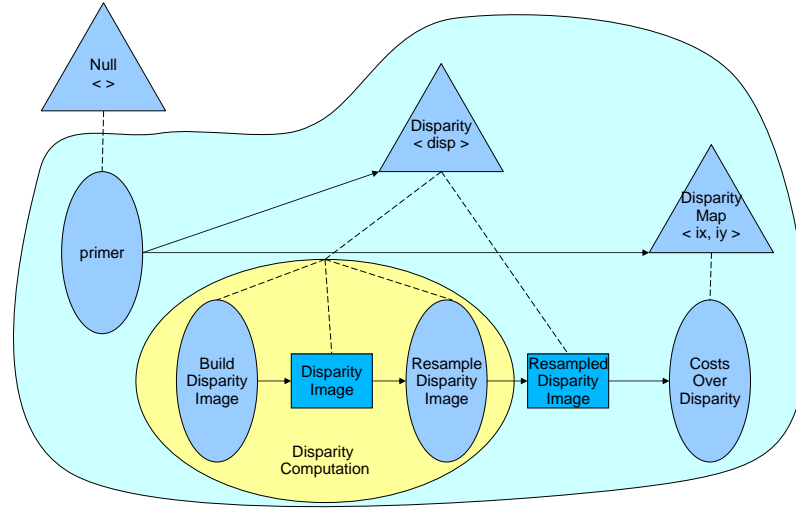 Null
< >
Disparity
< disp >
Disparity
Map
< ix, iy >
primer
Build
Disparity
Image
Disparity
Image
Resample
Disparity
Image
Resampled
Disparity
Image
Costs
Over
Disparity
Disparity
Computation